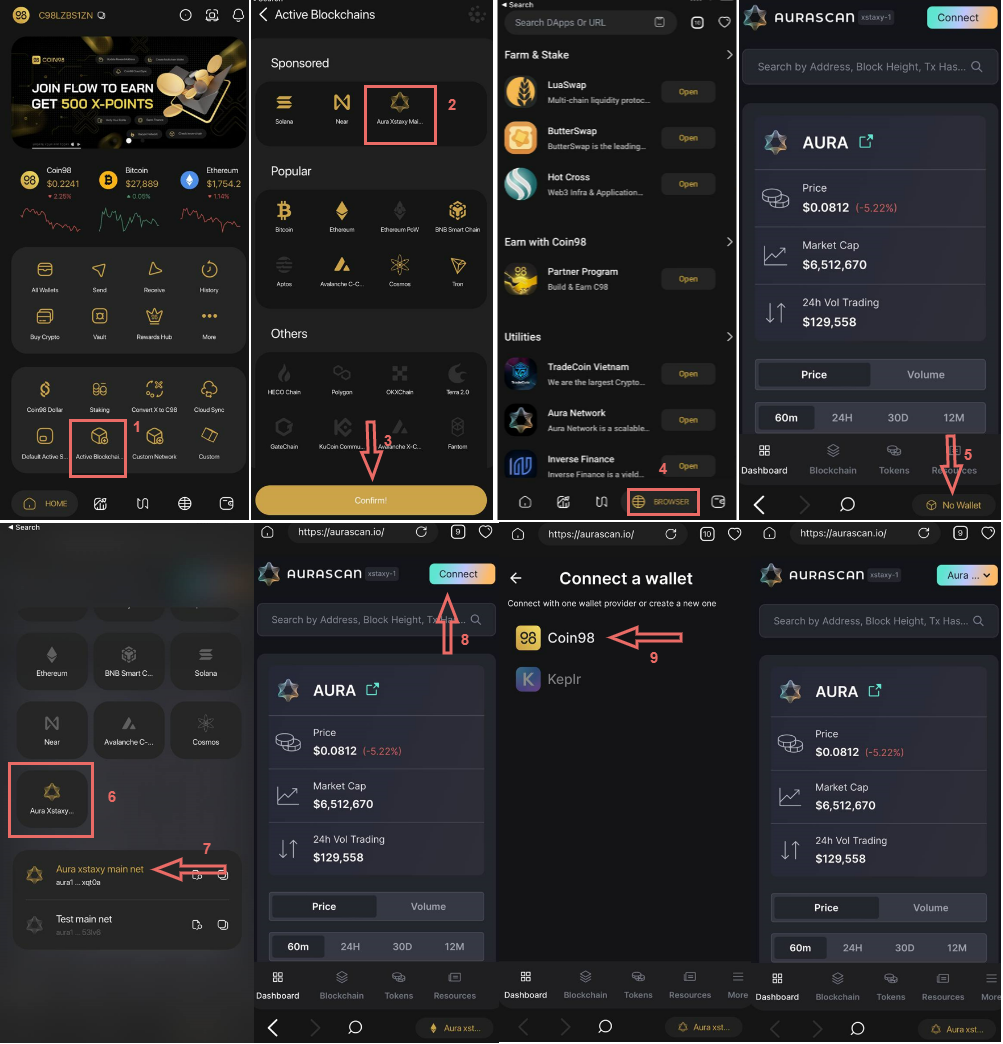 98 C98LZBS1ZN
COIN98
JOIN FLOW TO EARN
GET 500 X-POINTS
98 Coin98
$0.2241
▼ 2.28%
Bitcoin
$27,889
▲ 0.08%
Ethereum
$1,754.2
▼ 1.14%
All Wallets
Send
Receive
History
Buy Crypto
Vault
Rewards Hub
More
Coin98 Dollar
Staking
Convert X to C98
Cloud Sync
1
Default Active S...
Active Blockchai...
Custom Network
Custom
HOME
Search
Active Blockchains
Sponsored
Solana
Near
Aura Xstaxy Mai...
2
Popular
Bitcoin
Ethereum
Ethereum PoW
BNB Smart Chain
Aptos
Avalanche C-C...
Cosmos
Tron
Others
HECO Chain
Polygon
OKXChain
Terra 2.0
GateChain
KuCoin Commu...
Avalanche X-C...
Fantom
3
Confirm!
◀ Search
Search DApps Or URL
10
Farm & Stake
LuaSwap
Multi-chain liquidity protoc...
Open
ButterSwap
ButterSwap is the leading...
Open
Hot Cross
Web3 Infra & Application...
Open
Earn with Coin98
Partner Program
Build & Earn C98
Open
Utilities
TradeCoin Vietnam
We are the largest Crypto...
Open
Aura Network
Aura Network is a scalable...
Open
Inverse Finance
Inverse Finance is a yield...
Open
4
BROWSER
AURASCAN xstaxy-1
Connect
Search by Address, Block Height, Tx Has...
AURA
Price
$0.0812 (-5.22%)
Market Cap
$6,512,670
24h Vol Trading
$129,558
Price
Volume
60m
24H
30D
12M
Dashboard
Blockchain
Tokens
Resources
5
No Wallet
◀ Search
Ethereum
BNB Smart C...
Solana
Near
Avalanche C-...
Cosmos
Aura Xstaxy...
6
7
Aura xstaxy main net
aura1 ... xqt0a
Test main net
aura1 ... 53lv8
https://aurascan.io/
9
AURASCAN xstaxy-1
Connect
Search by Address, Block Height, Tx Has...
8
AURA
Price
$0.0812 (-5.22%)
Market Cap
$6,512,670
24h Vol Trading
$129,558
Price
Volume
60m
24H
30D
12M
Dashboard
Blockchain
Tokens
Resources
Aura xst...
https://aurascan.io/
10
Connect a wallet
Connect with one wallet provider or create a new one
98 Coin98
9
K Keplr
Dashboard
Blockchain
Tokens
Resources
More
Aura xst...
https://aurascan.io/
9
AURASCAN xstaxy-1
Aura ...
Search by Address, Block Height, Tx Has...
AURA
Price
$0.0812 (-5.22%)
Market Cap
$6,512,670
24h Vol Trading
$129,558
Price
Volume
60m
24H
30D
12M
Dashboard
Blockchain
Tokens
Resources
Mor
Aura xst...